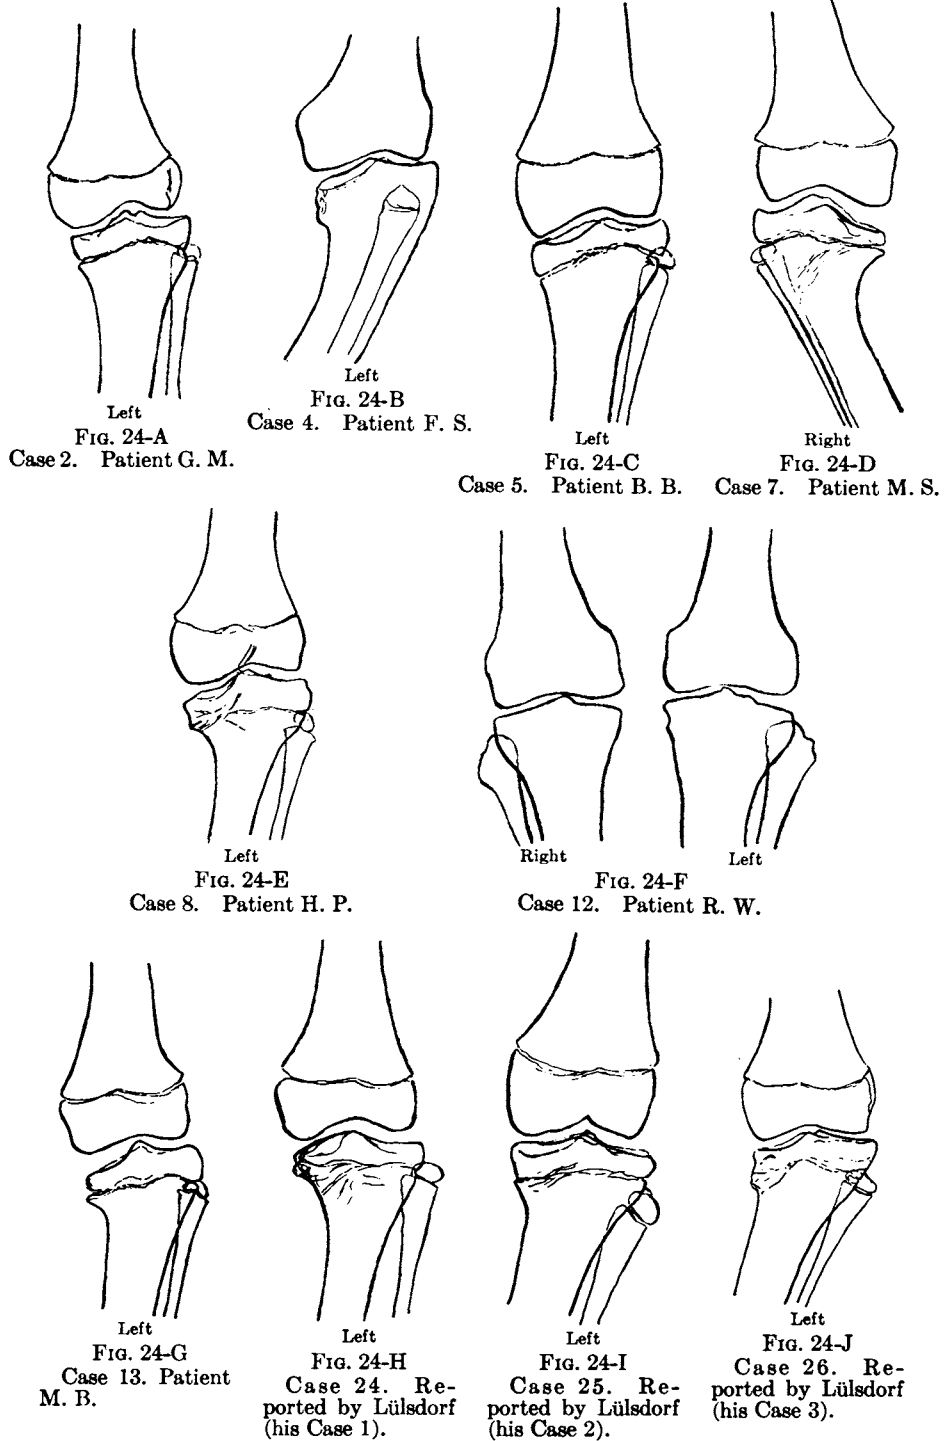 Left
FIG. 24-A
Case 2. Patient G. M.
Left
FIG. 24-B
Case 4. Patient F. S.
Left
FIG. 24-C
Case 5. Patient B. B.
Right
FIG. 24-D
Case 7. Patient M. S.
Left
FIG. 24-E
Case 8. Patient H. P.
Right
Left
FIG. 24-F
Case 12. Patient R. W.
Left
FIG. 24-G
Case 13. Patient
M. B.
Left
FIG. 24-H
Case 24. Re-
ported by Lülsdorf
(his Case 1).
Left
FIG. 24-I
Case 25. Re-
ported by Lülsdorf
(his Case 2).
Left
FIG. 24-J
Case 26. Re-
ported by Lülsdorf
(his Case 3).